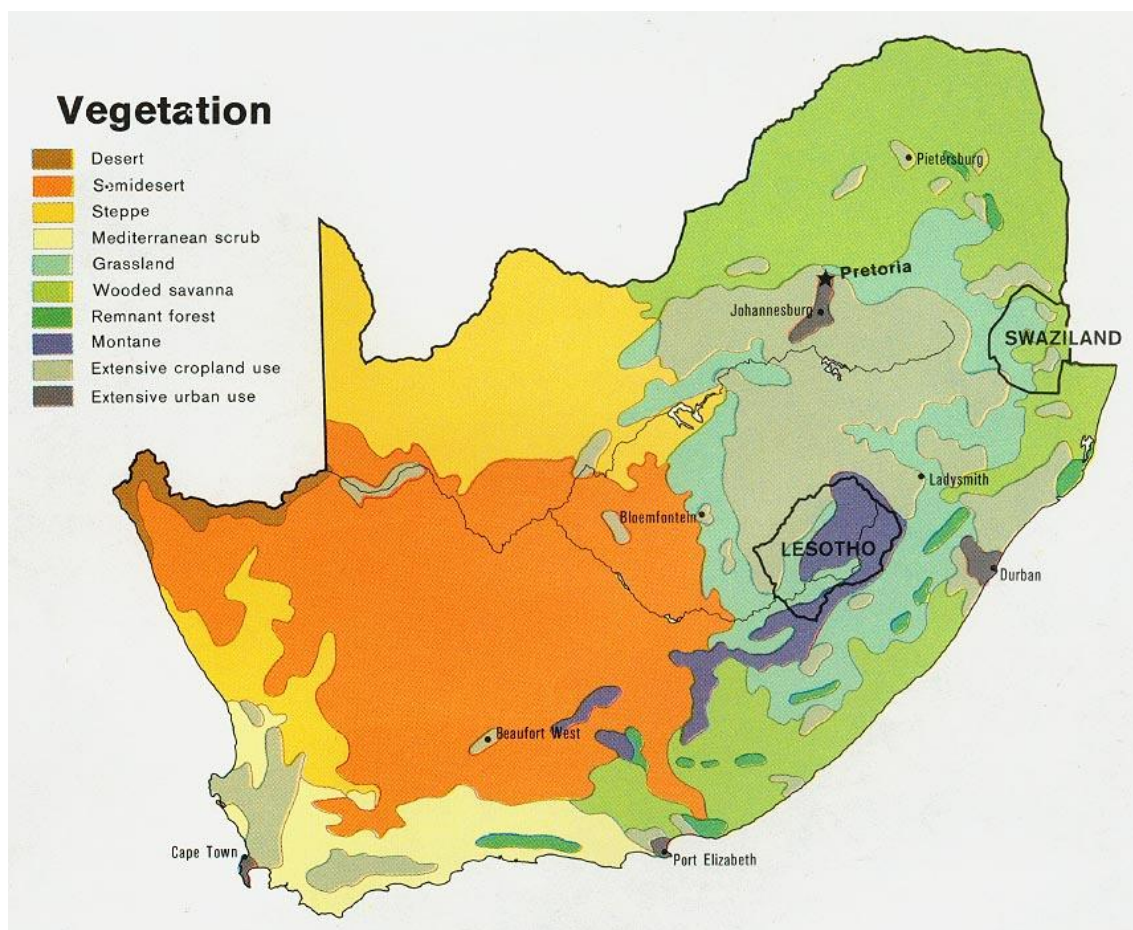 Vegetation
Desert
Semidesert
Steppe
Mediterranean scrub
Grassland
Wooded savanna
Remnant forest
Montane
Extensive cropland use
Extensive urban use
Pietersburg
Pretoria
Johannesburg
SWAZILAND
Ladysmith
Bloemfontein
LESOTHO
Durban
Beaufort West
Cape Town
Port Elizabeth